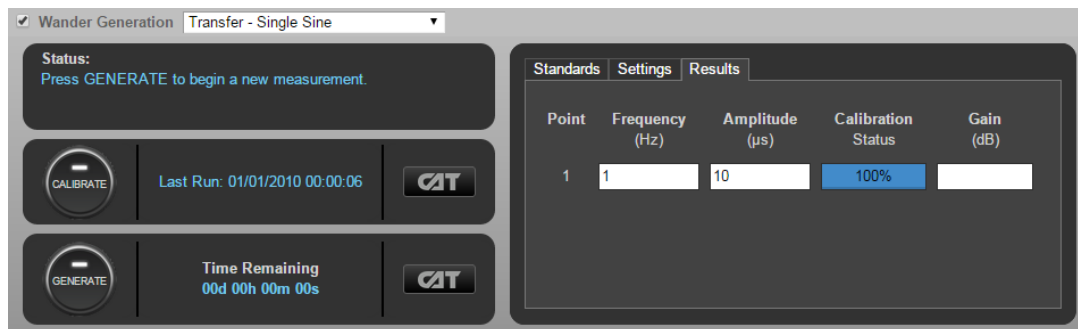 Wander Generation Transfer - Single Sine
Status:
Press GENERATE to begin a new measurement.
CALIBRATE
Last Run: 01/01/2010 00:00:06
CAT
GENERATE
Time Remaining
00d 00h 00m 00s
CAT
Standards Settings Results
Point Frequency Amplitude Calibration Gain
(Hz) (µs) Status (dB)
1 1 10 100%